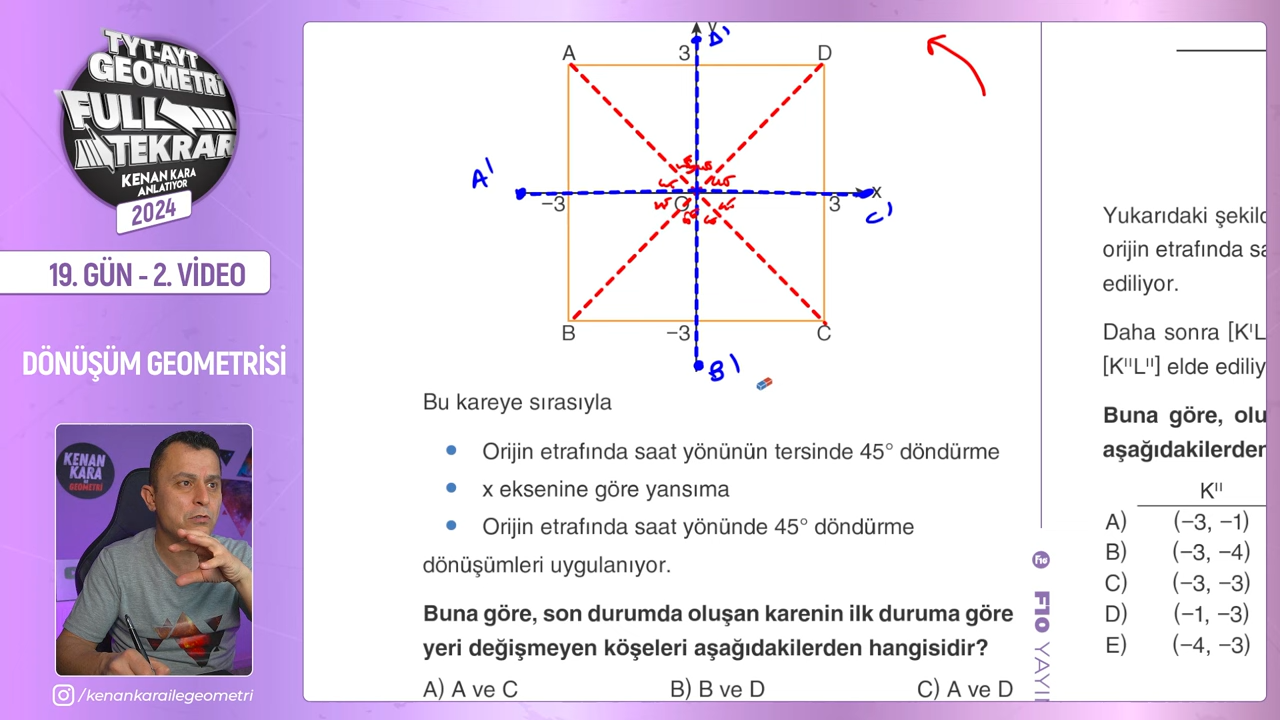 TYT-AYT
GEOMETRİ
FULL
TEKRAR
KENAN KARA
ANLATIYOR
2024
19. GÜN - 2. VİDEO
DÖNÜŞÜM GEOMETRİSİ
KENAN
KARA
GEOMETRİ
/kenankarailegeometri
y
D'
A
3
D
A'
-3
O
3
x
C'
B
-3
C
B'
Bu kareye sırasıyla
• Orijin etrafında saat yönünün tersinde 45° döndürme
• x eksenine göre yansıma
• Orijin etrafında saat yönünde 45° döndürme
dönüşümleri uygulanıyor.
Buna göre, son durumda oluşan karenin ilk duruma göre
yeri değişmeyen köşeleri aşağıdakilerden hangisidir?
A) A ve C B) B ve D C) A ve D
F10
F10 YAYI
Yukarıdaki şekild
orijin etrafında sa
ediliyor.
Daha sonra [K'L
[K"L"] elde ediliy
Buna göre, olu
aşağıdakilerden
K"
A) (−3, −1)
B) (−3, −4)
C) (−3, −3)
D) (−1, −3)
E) (−4, −3)